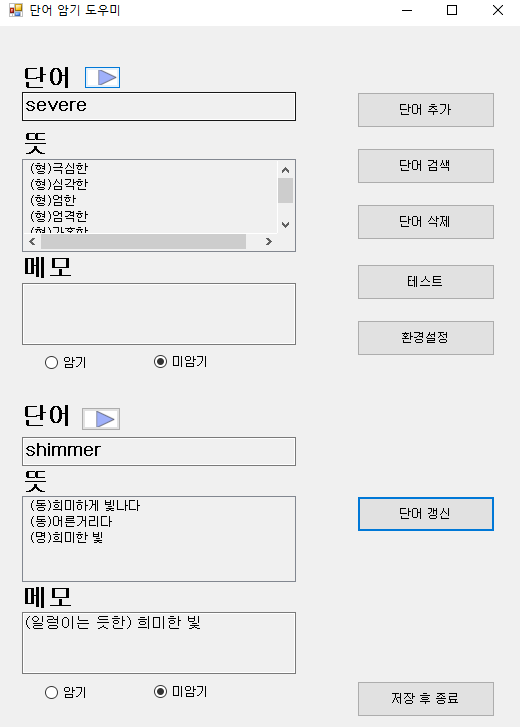 단어 암기 도우미
단어
severe
뜻
(형)극심한
(형)심각한
(형)엄한
(형)엄격한
(형)가혹한
메모
암기
미암기
단어 추가
단어 검색
단어 삭제
테스트
환경설정
단어
shimmer
뜻
(동)희미하게 빛나다
(동)어른거리다
(명)희미한 빛
메모
(일렁이는 듯한) 희미한 빛
암기
미암기
단어 갱신
저장 후 종료